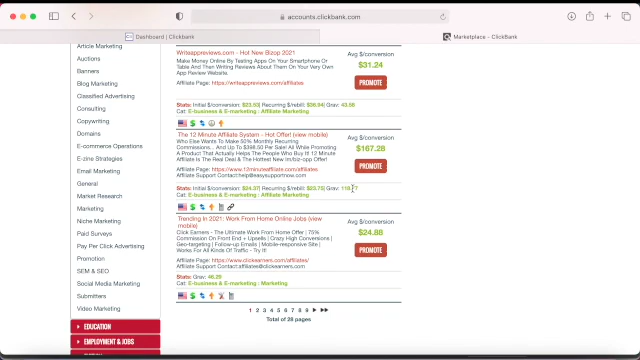 accounts.clickbank.com
Dashboard | Clickbank
Marketplace - ClickBank
Article Marketing
Auctions
Banners
Blog Marketing
Classified Advertising
Consulting
Copywriting
Domains
E-commerce Operations
E-zine Strategies
Email Marketing
General
Market Research
Marketing
Niche Marketing
Paid Surveys
Pay Per Click Advertising
Promotion
SEM & SEO
Social Media Marketing
Submitters
Video Marketing
EDUCATION
EMPLOYMENT & JOBS
Writeappreviews.com - Hot New Bizop 2021
Make Money Online By Testing Apps On Your Smartphone Or
Table And Then Writing Reviews About Them On Your Very Own
App Review Website.
Affiliate Page: https://writeappreviews.com/affiliates
Avg $/conversion
$31.24
PROMOTE
Stats: Initial $/conversion: $23.53| Recurring $/rebill: $36.94| Grav: 43.58
Cat: E-business & E-marketing : Affiliate Marketing
The 12 Minute Affiliate System - Hot Offer! (view mobile)
Who Else Wants To Make 50% Monthly Recurring
Commissions... And Up To $398.50 Per Sale! All While Promoting
A Product That Actually Helps The People Who Buy It! 12 Minute
Affiliate Is The Real Deal & The Hottest New Im/biz-opp Offer!
Affiliate Page: https://www.12minuteaffiliate.com/affiliates
Affiliate Support Contact:help@easysupportnow.com
Avg $/conversion
$167.28
PROMOTE
Stats: Initial $/conversion: $24.37| Recurring $/rebill: $23.75| Grav:
Cat: E-business & E-marketing : Affiliate Marketing
Trending In 2021: Work From Home Online Jobs (view
mobile)
Click Earners - The Ultimate Work From Home Offer | 75%
Commission On Front End + Upsells | Crazy High Conversions |
Geo-targeting | Follow-up Emails | Mobile-responsive Site |
Works For All Kinds Of Traffic - Try It!
Affiliate Page: https://www.clickearners.com/affiliates/
Affiliate Support Contact:affiliates@clickearners.com
Avg $/conversion
$24.88
PROMOTE
Stats: Grav: 46.29
Cat: E-business & E-marketing : Marketing
1 2 3 4 5 6 7 8 9
Total of 28 pages